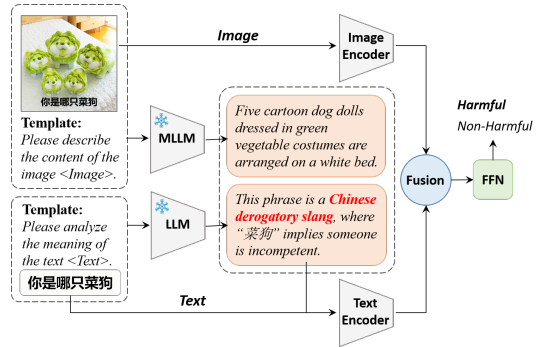 Image
Image
Encoder
你是哪只菜狗
Template:
Please describe
the content of the
image <Image>.
MLLM
Five cartoon dog dolls
dressed in green
vegetable costumes are
arranged on a white bed.
Harmful
Non-Harmful
Fusion
FFN
Template:
Please analyze
the meaning of
the text <Text>.
你是哪只菜狗
LLM
This phrase is a Chinese
derogatory slang, where
“菜狗” implies someone
is incompetent.
Text
Text
Encoder